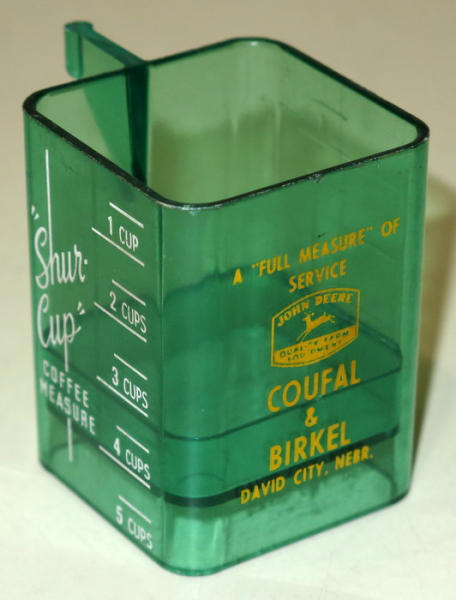 "Shur-
Cup"
COFFEE
MEASURE
1 CUP
2 CUPS
3 CUPS
4 CUPS
5 CUPS
A "FULL MEASURE" OF
SERVICE
JOHN DEERE
QUALITY FARM
EQUIPMENT
COUFAL
&
BIRKEL
DAVID CITY, NEBR.